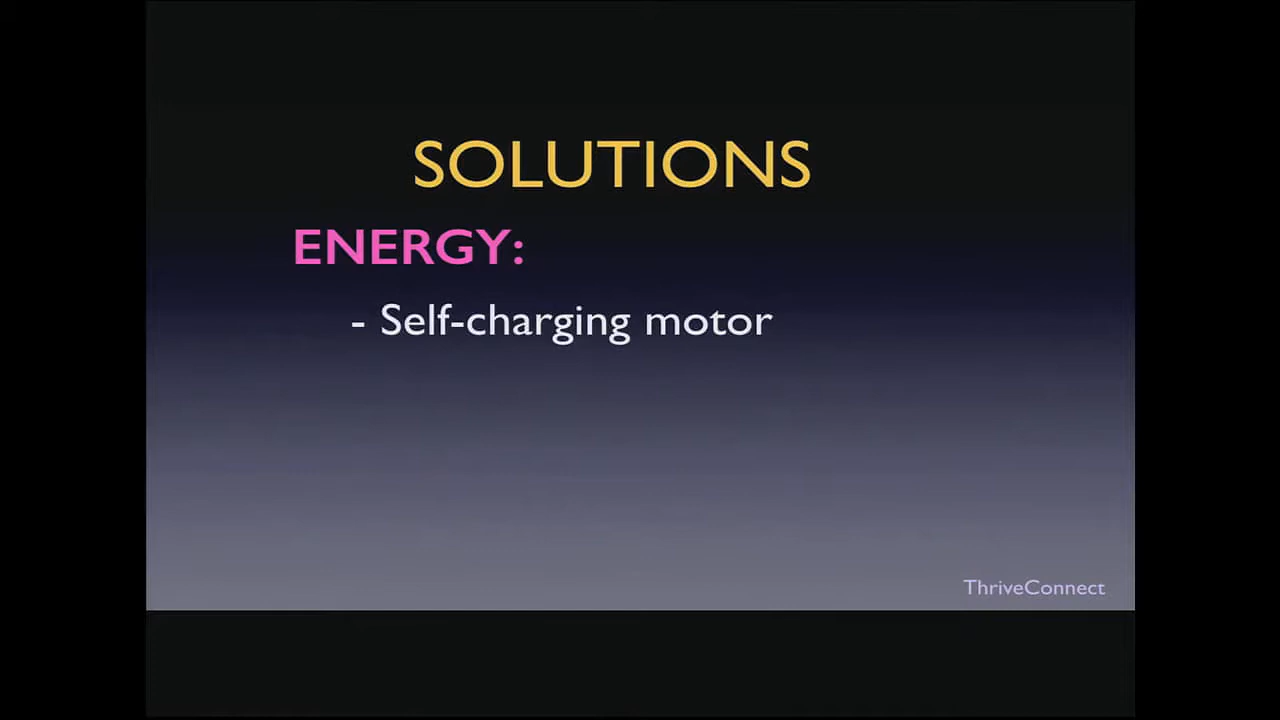 SOLUTIONS
ENERGY:
- Self-charging motor
ThriveConnect